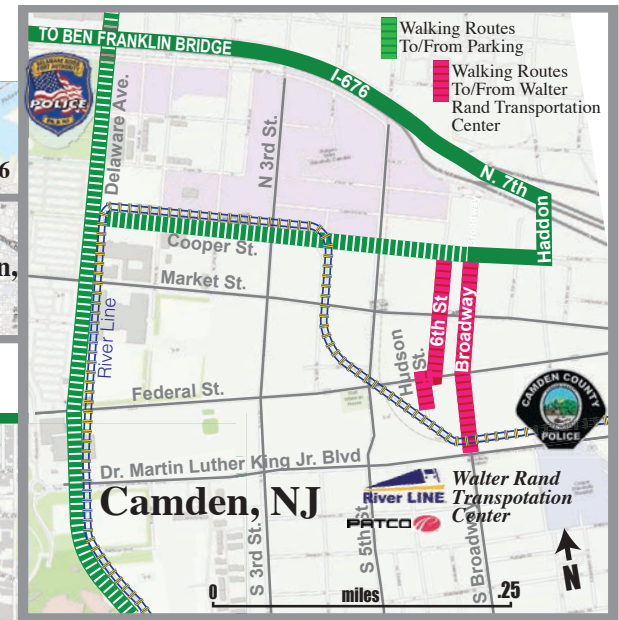 TO BEN FRANKLIN BRIDGE
I-676
N. 7th
Haddon
Walking Routes
To/From Parking
Walking Routes
To/From Walter
Rand Transportation
Center
POLICE
Delaware Ave.
N 3rd St.
6
n,
Cooper St.
Market St.
River Line
6th St
Broadway
Hudson
St.
Federal St.
CAMDEN COUNTY
POLICE
Dr. Martin Luther King Jr. Blvd
Camden, NJ
River LINE
PATCO
Walter Rand
Transpotation
Center
S 3rd St.
S 5th St.
S Broadway
N
0 miles .25